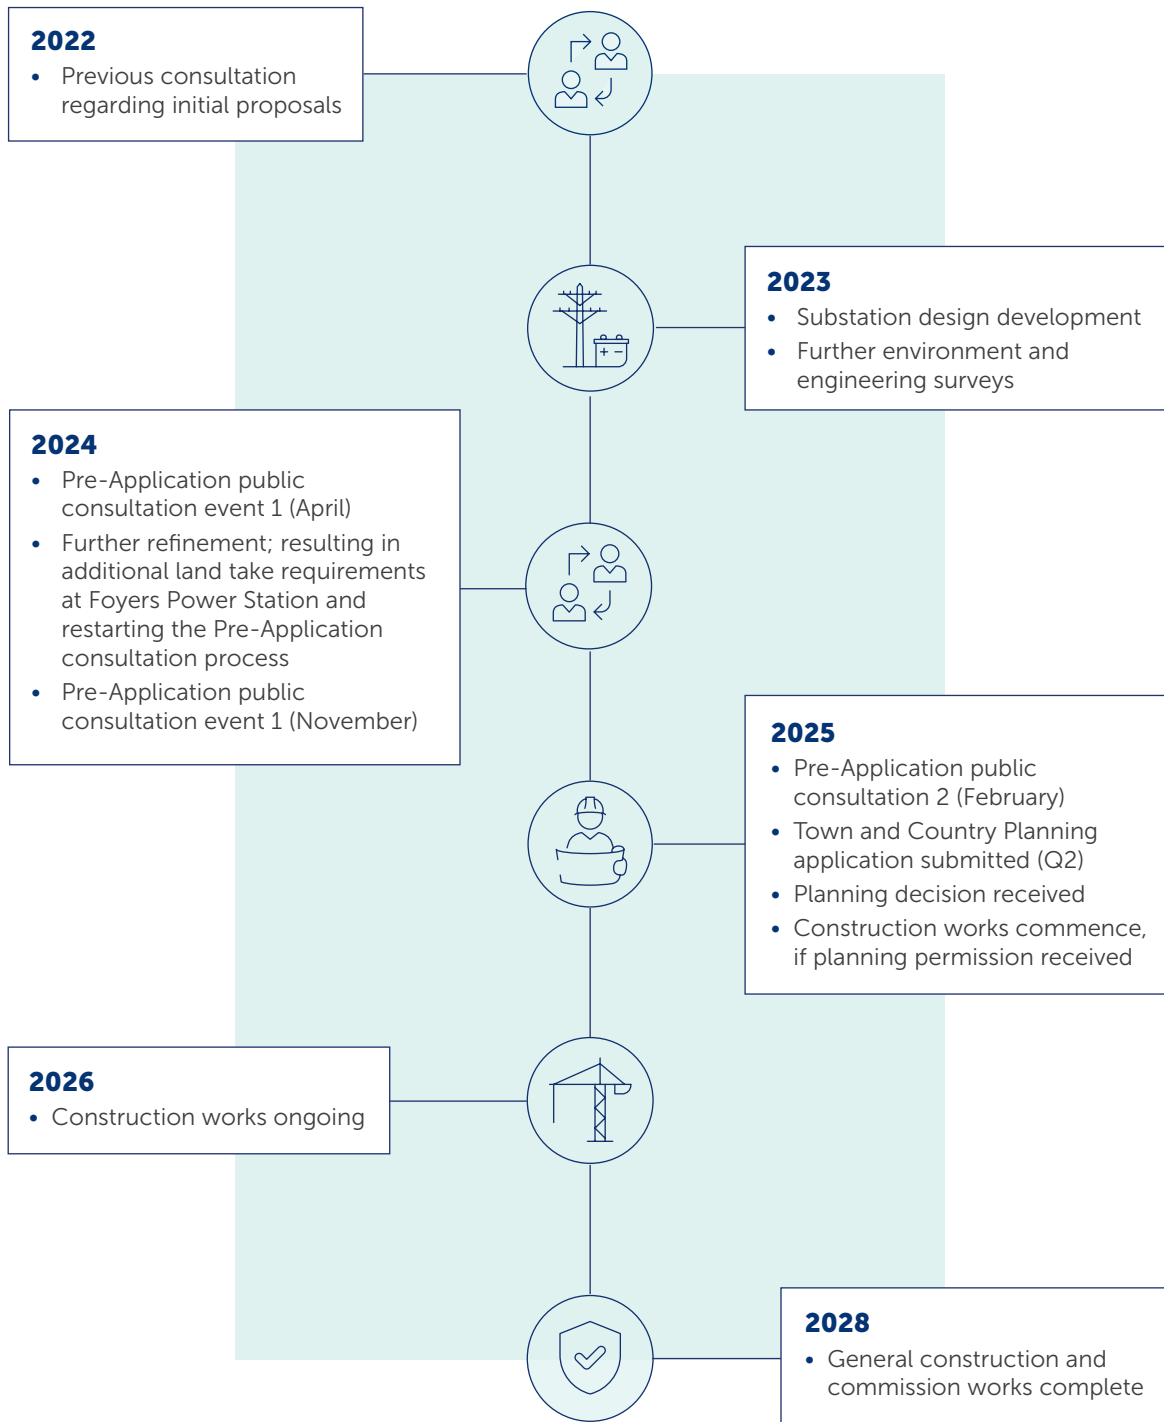 2022
• Previous consultation
regarding initial proposals
2023
• Substation design development
• Further environment and
engineering surveys
2024
• Pre-Application public
consultation event 1 (April)
• Further refinement; resulting in
additional land take requirements
at Foyers Power Station and
restarting the Pre-Application
consultation process
• Pre-Application public
consultation event 1 (November)
2025
• Pre-Application public
consultation 2 (February)
• Town and Country Planning
application submitted (Q2)
• Planning decision received
• Construction works commence,
if planning permission received
2026
• Construction works ongoing
2028
• General construction and
commission works complete